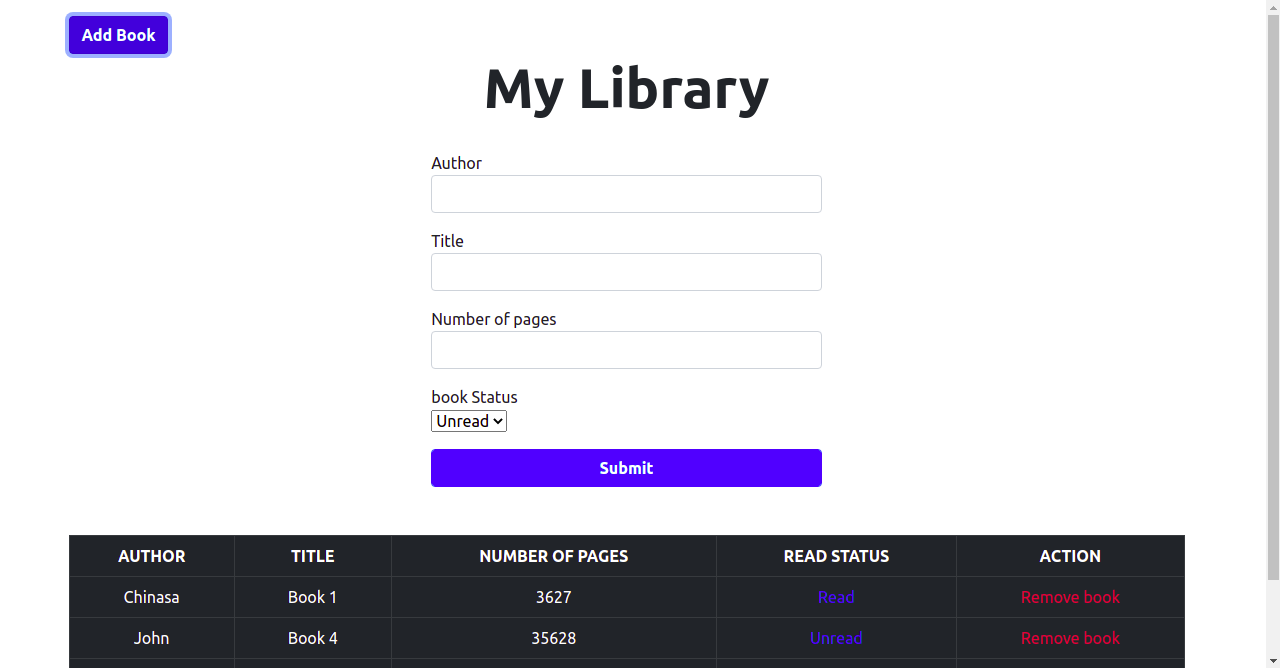 Add Book
My Library
Author
Title
Number of pages
book Status
Unread
Submit
AUTHOR TITLE NUMBER OF PAGES READ STATUS ACTION
Chinasa Book 1 3627 Read Remove book
John Book 4 35628 Unread Remove book